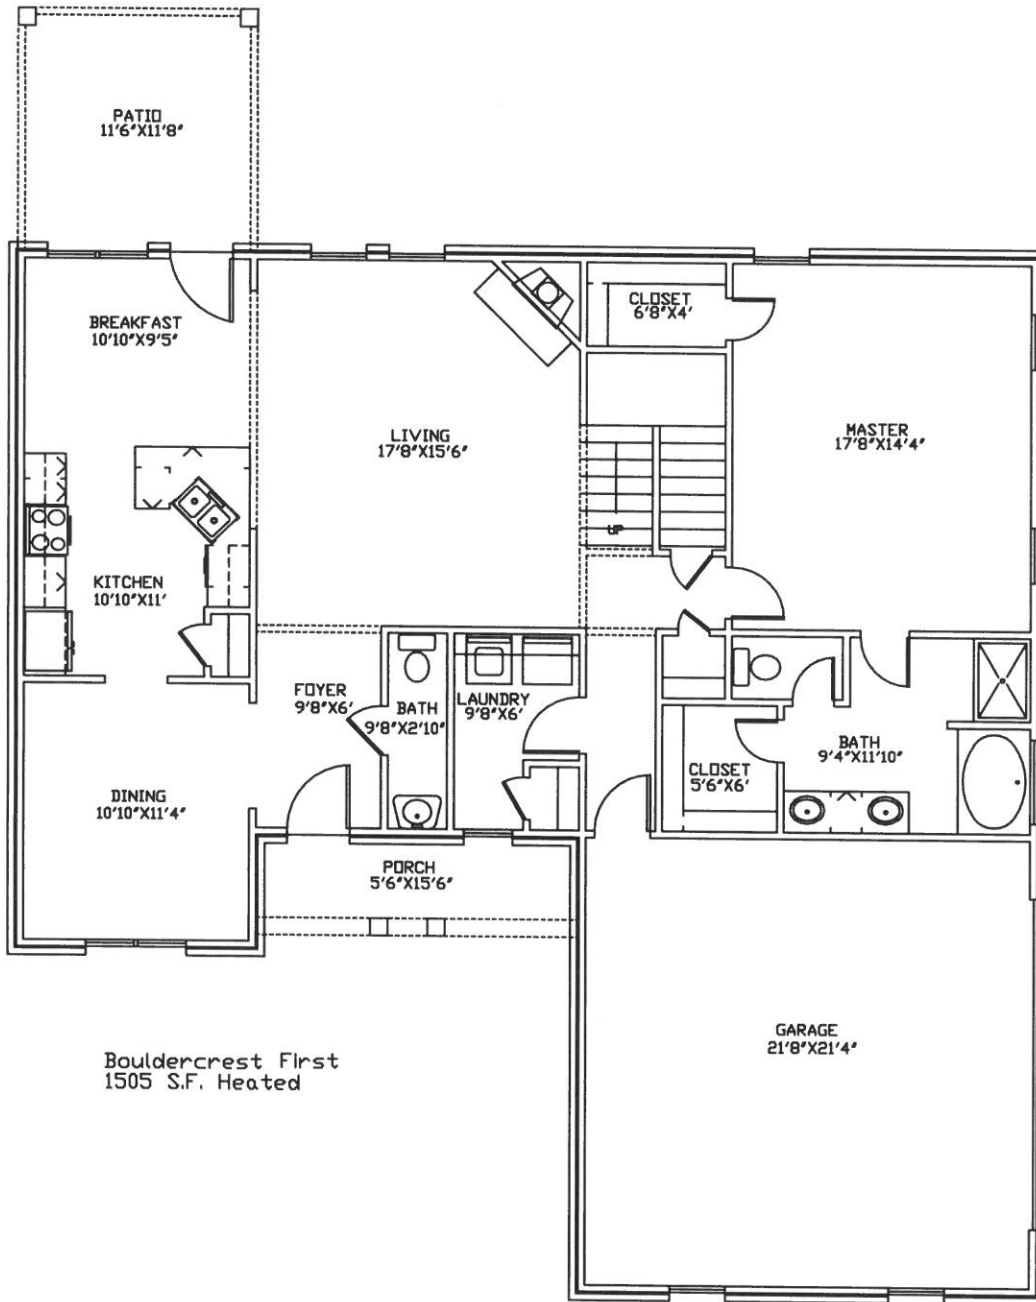 PATIO
11'6"X11'8"
BREAKFAST
10'10"X9'5"
CLOSET
6'8"X4'
LIVING
17'8"X15'6"
MASTER
17'8"X14'4"
UP
KITCHEN
10'10"X11'
FOYER
9'8"X6'
BATH
9'8"X2'10"
LAUNDRY
9'8"X6'
BATH
9'4"X11'10"
CLOSET
5'6"X6'
DINING
10'10"X11'4"
PORCH
5'6"X15'6"
GARAGE
21'8"X21'4"
Bouldercrest First
1505 S.F. Heated